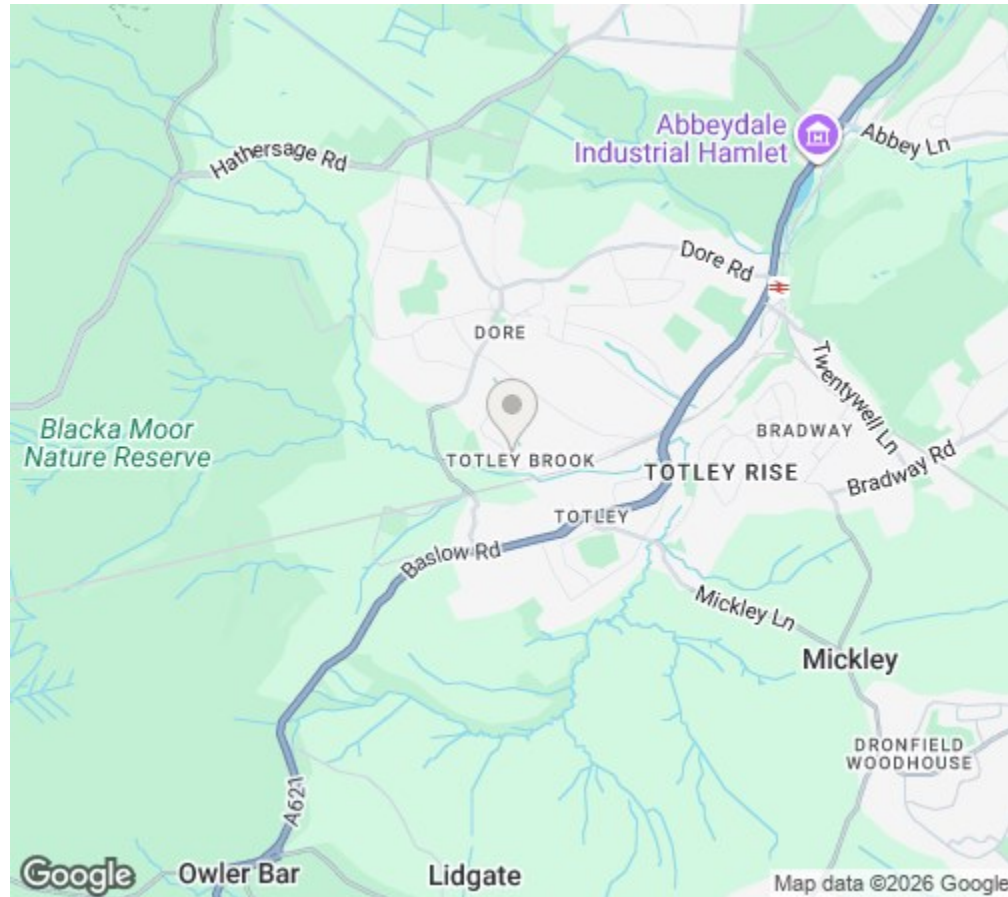 Abbeydale
Industrial Hamlet
Abbey Ln
Hathersage Rd
Dore Rd
DORE
Twentywell Ln
Blacka Moor
Nature Reserve
BRADWAY
TOTLEY BROOK
TOTLEY RISE
Bradway Rd
TOTLEY
Baslow Rd
Mickley Ln
Mickley
DRONFIELD
WOODHOUSE
A621
Owler Bar
Lidgate
Google
Map data ©2026 Google